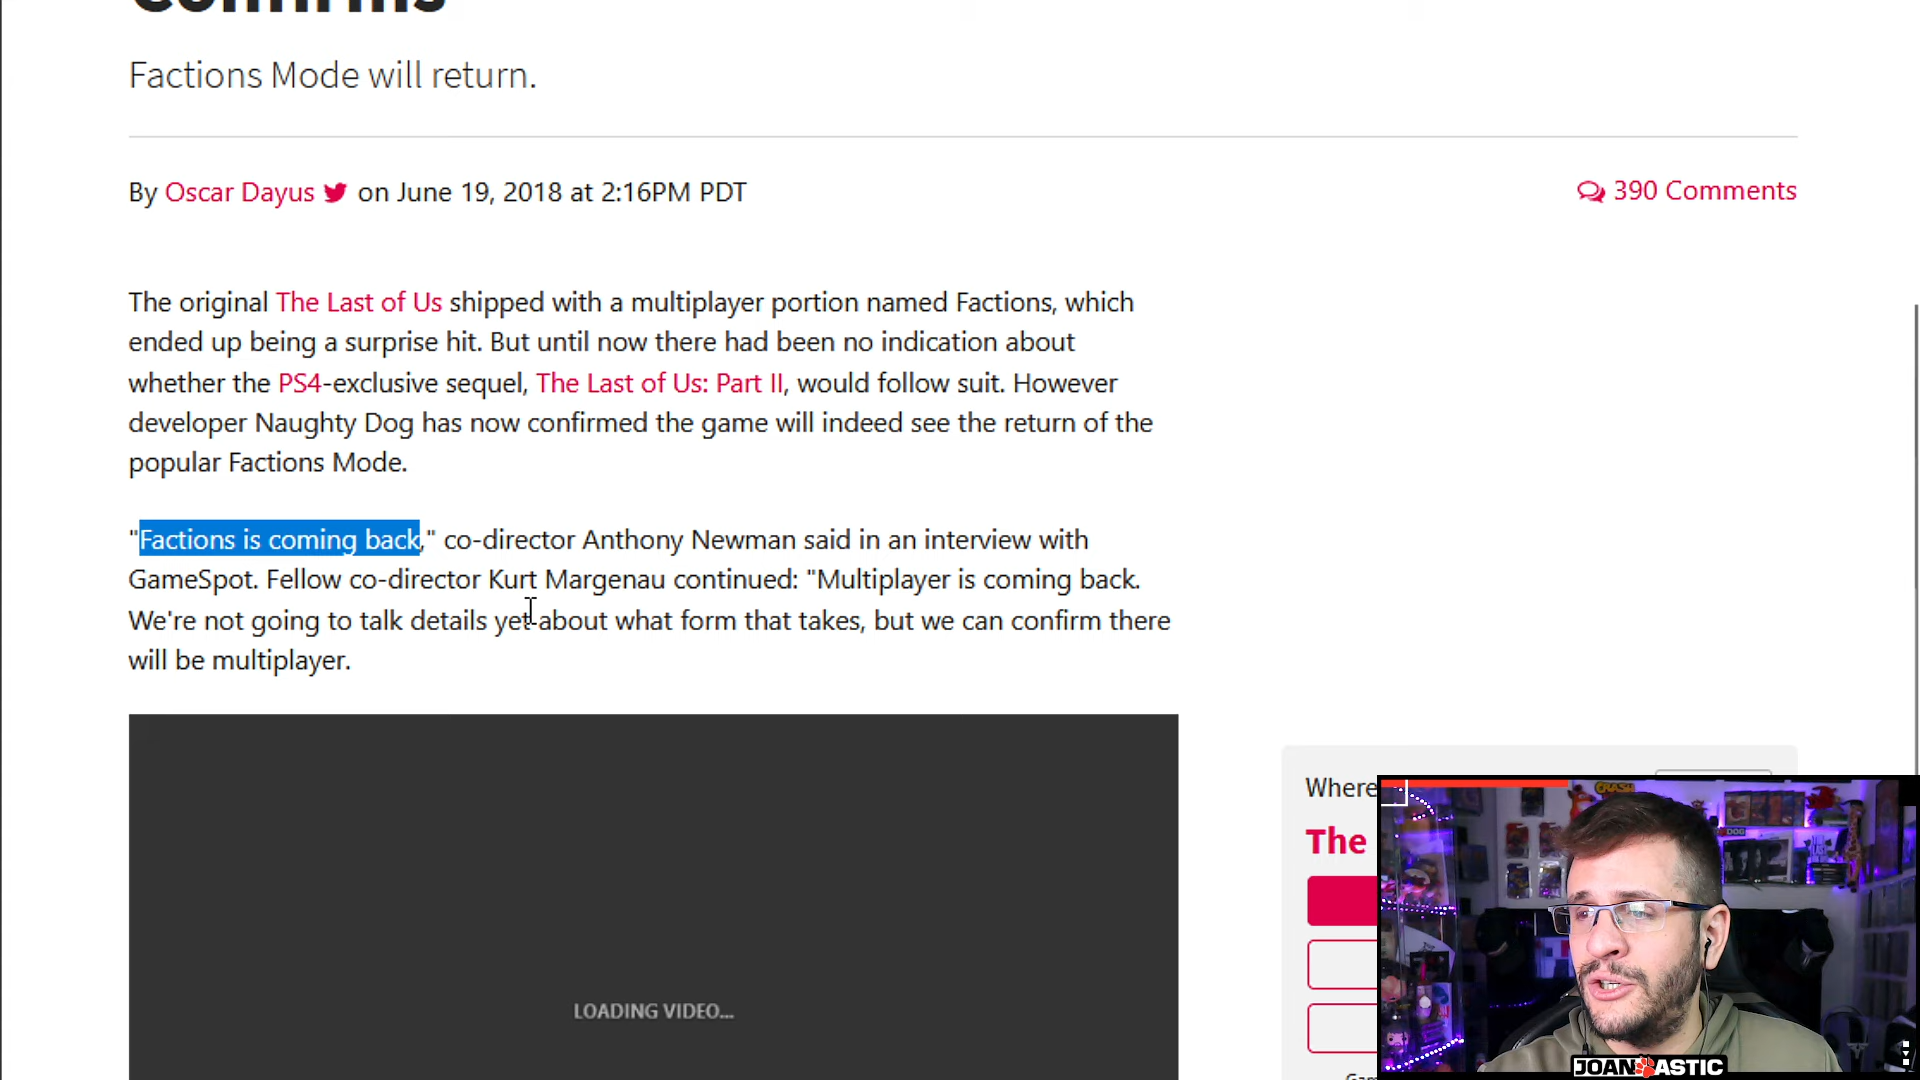 Confirms
Factions Mode will return.
By Oscar Dayus on June 19, 2018 at 2:16PM PDT
390 Comments
The original The Last of Us shipped with a multiplayer portion named Factions, which
ended up being a surprise hit. But until now there had been no indication about
whether the PS4-exclusive sequel, The Last of Us: Part II, would follow suit. However
developer Naughty Dog has now confirmed the game will indeed see the return of the
popular Factions Mode.
"Factions is coming back," co-director Anthony Newman said in an interview with
GameSpot. Fellow co-director Kurt Margenau continued: "Multiplayer is coming back.
We're not going to talk details yet about what form that takes, but we can confirm there
will be multiplayer.
LOADING VIDEO...
Where
The
CRASH
JOANTASTIC